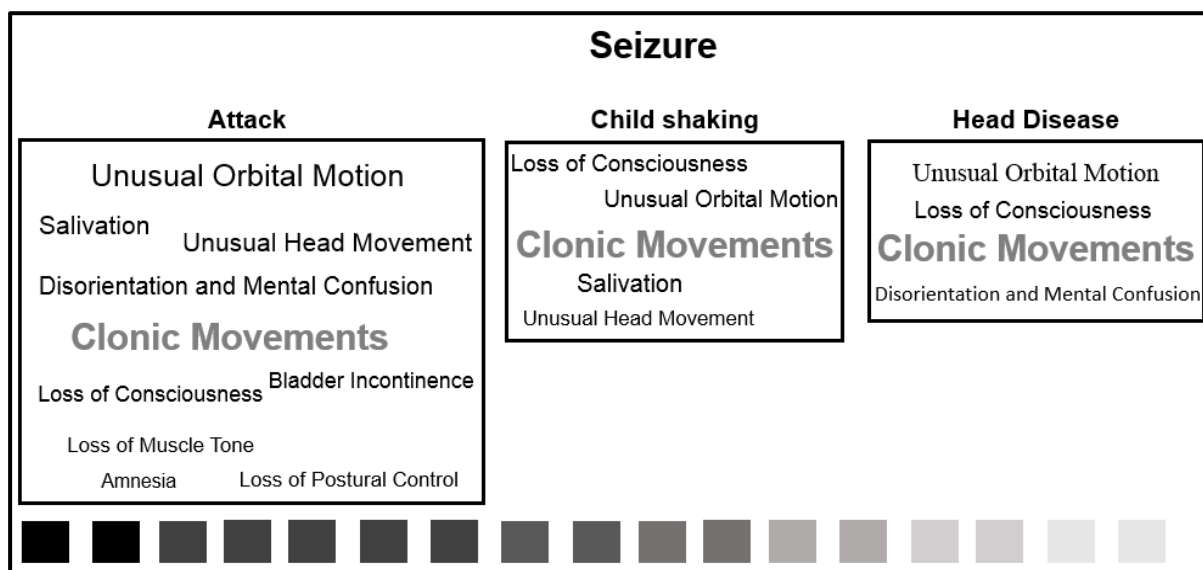 Seizure
Attack
Unusual Orbital Motion
Salivation
Unusual Head Movement
Disorientation and Mental Confusion
Clonic Movements
Bladder Incontinence
Loss of Consciousness
Loss of Muscle Tone
Amnesia
Loss of Postural Control
Child shaking
Loss of Consciousness
Unusual Orbital Motion
Clonic Movements
Salivation
Unusual Head Movement
Head Disease
Unusual Orbital Motion
Loss of Consciousness
Clonic Movements
Disorientation and Mental Confusion